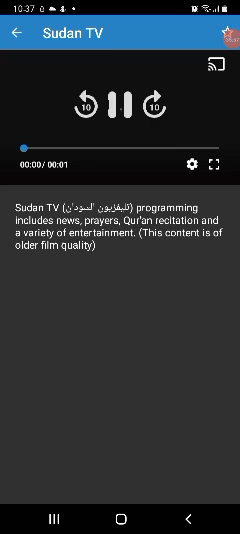 10:37
Sudan TV
10
10
00:00 / 00:01
Sudan TV (تليفزيون السودان) programming
includes news, prayers, Qur'an recitation and
a variety of entertainment. (This content is of
older film quality)